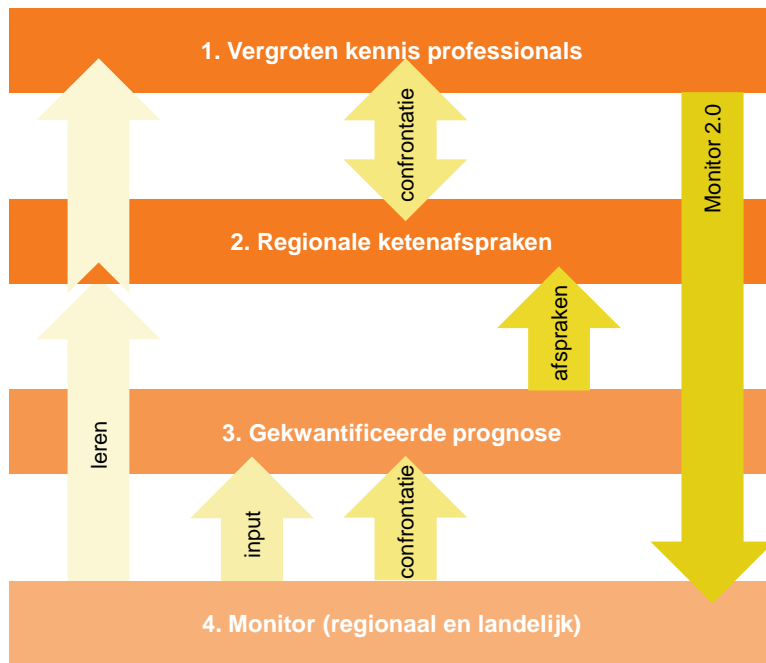 1. Vergroten kennis professionals
confrontatie
Monitor 2.0
2. Regionale ketenafspraken
afspraken
leren
3. Gekwantificeerde prognose
input
confrontatie
4. Monitor (regionaal en landelijk)